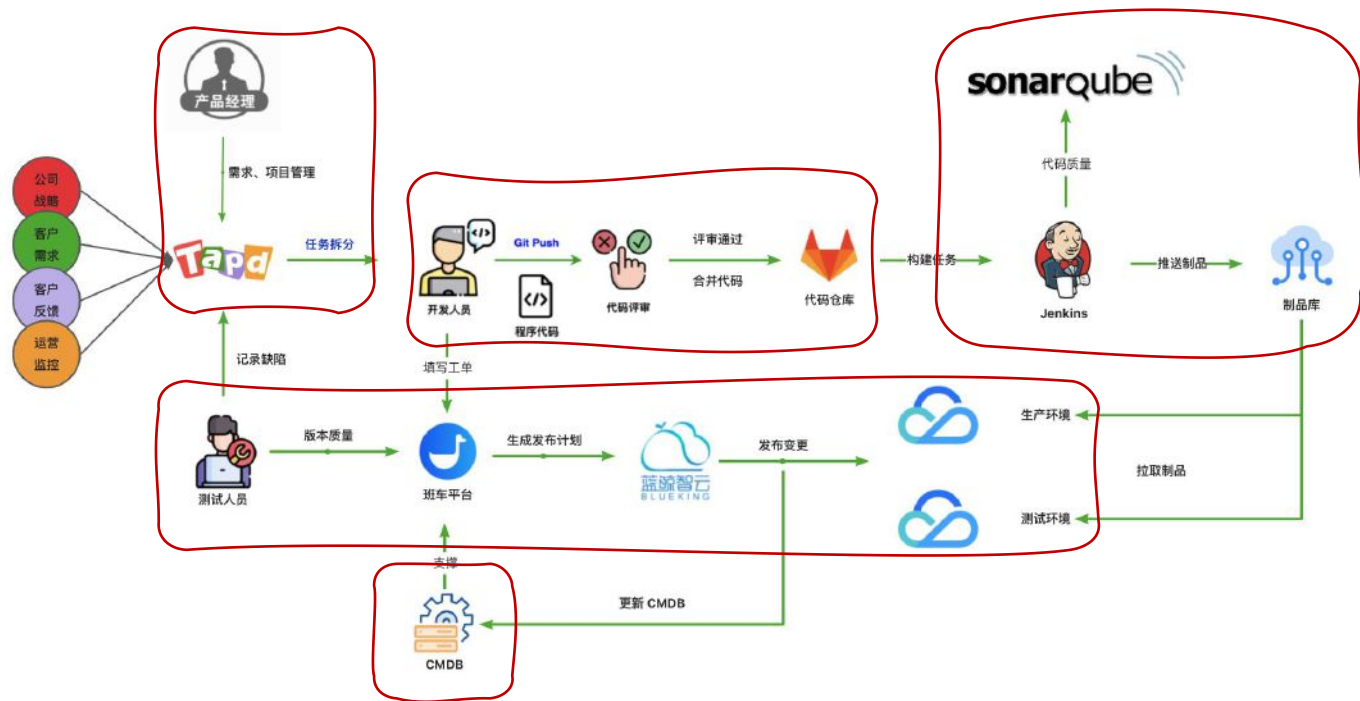 产品经理
需求、项目管理
公司
战略
客户
需求
客户
反馈
运营
监控
Tapd
任务拆分
开发人员
Git Push
程序代码
代码评审
评审通过
合并代码
代码仓库
构建任务
sonarqube
代码质量
Jenkins
推送制品
制品库
记录缺陷
填写工单
测试人员
版本质量
班车平台
生成发布计划
蓝鲸智云
BLUEKING
发布变更
生产环境
拉取制品
测试环境
支撑
更新 CMDB
CMDB